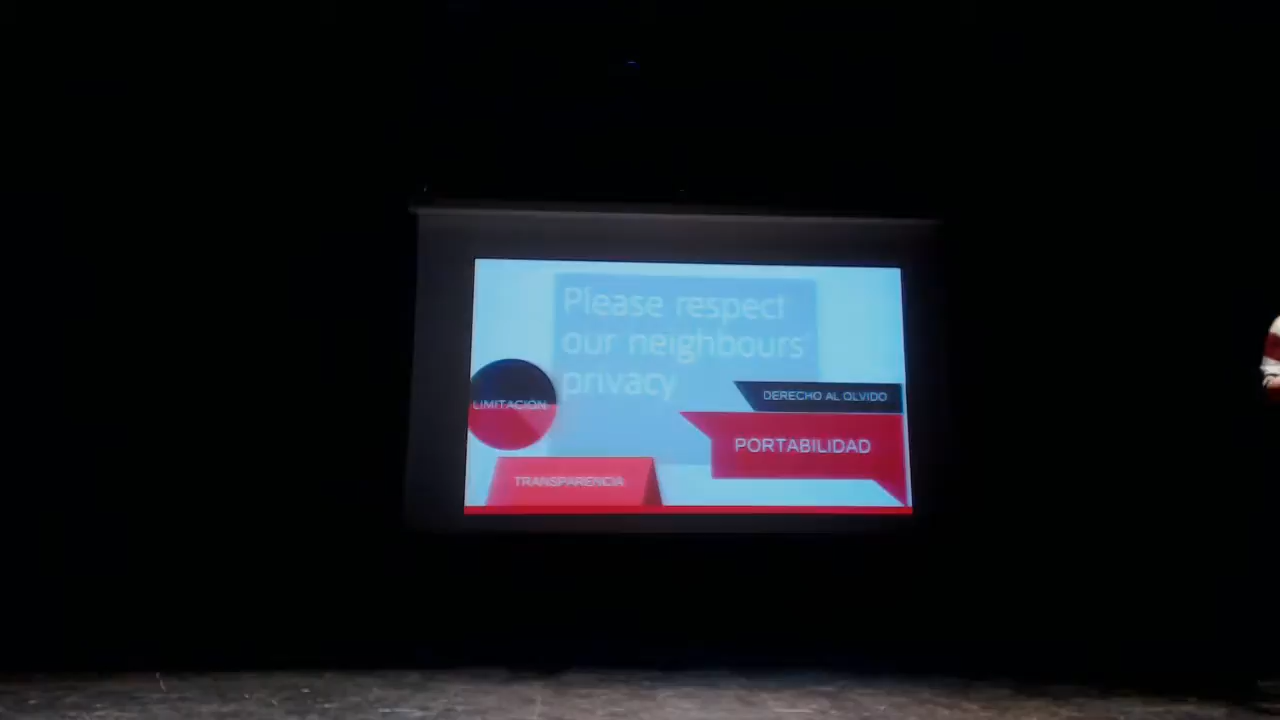 Please respect
our neighbours'
privacy
LIMITACIÓN
DERECHO AL OLVIDO
PORTABILIDAD
TRANSPARENCIA